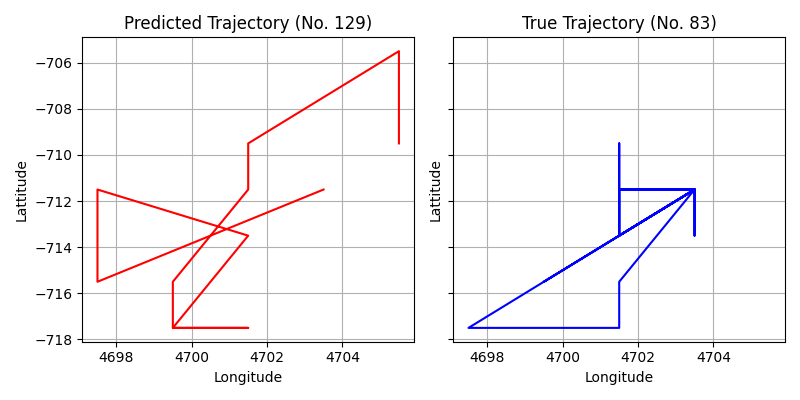 Predicted Trajectory (No. 129)
True Trajectory (No. 83)
−706
−708
−710
−712
−714
−716
−718
Lattitude
Lattitude
4698 4700 4702 4704
4698 4700 4702 4704
Longitude
Longitude